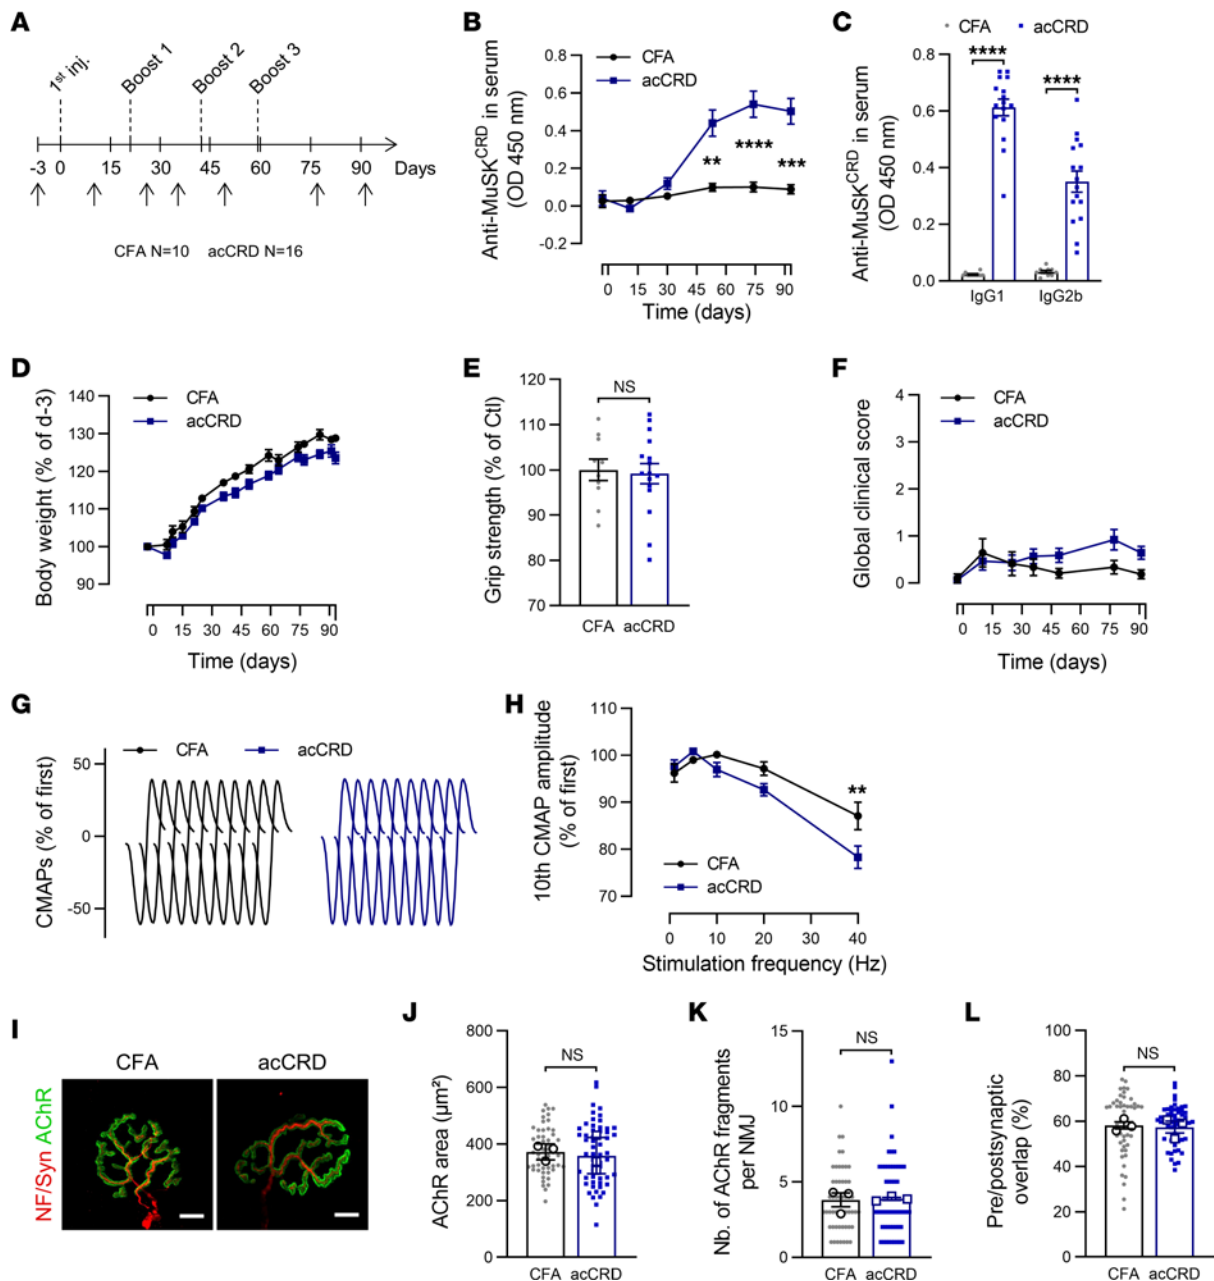 A
1st inj.
Boost 1
Boost 2
Boost 3
-3 0 15 30 45 60 75 90 Days
CFA N=10 acCRD N=16
B
CFA
acCRD
Anti-MuSKCRD in serum
(OD 450 nm)
0.8
0.6
0.4
0.2
0.0
-0.2
**
****
***
0 15 30 45 60 75 90
Time (days)
C
CFA acCRD
Anti-MuSKCRD in serum
(OD 450 nm)
0.8
0.6
0.4
0.2
0.0
****
****
IgG1 IgG2b
D
CFA
acCRD
Body weight (% of d-3)
140
130
120
110
100
90
0 15 30 45 60 75 90
Time (days)
E
Grip strength (% of Ctl)
120
110
100
90
80
70
NS
CFA acCRD
F
CFA
acCRD
Global clinical score
4
3
2
1
0
0 15 30 45 60 75 90
Time (days)
G
CFA acCRD
CMAPs (% of first)
50
0
-50
H
10th CMAP amplitude
(% of first)
110
100
90
80
70
**
CFA
acCRD
0 10 20 40
Stimulation frequency (Hz)
I
CFA acCRD
NF/Syn AChR
J
AChR area (μm²)
800
600
400
200
0
NS
CFA acCRD
K
Nb. of AChR fragments
per NMJ
15
10
5
0
NS
CFA acCRD
L
Pre/postsynaptic
overlap (%)
100
80
60
40
20
0
NS
CFA acCRD